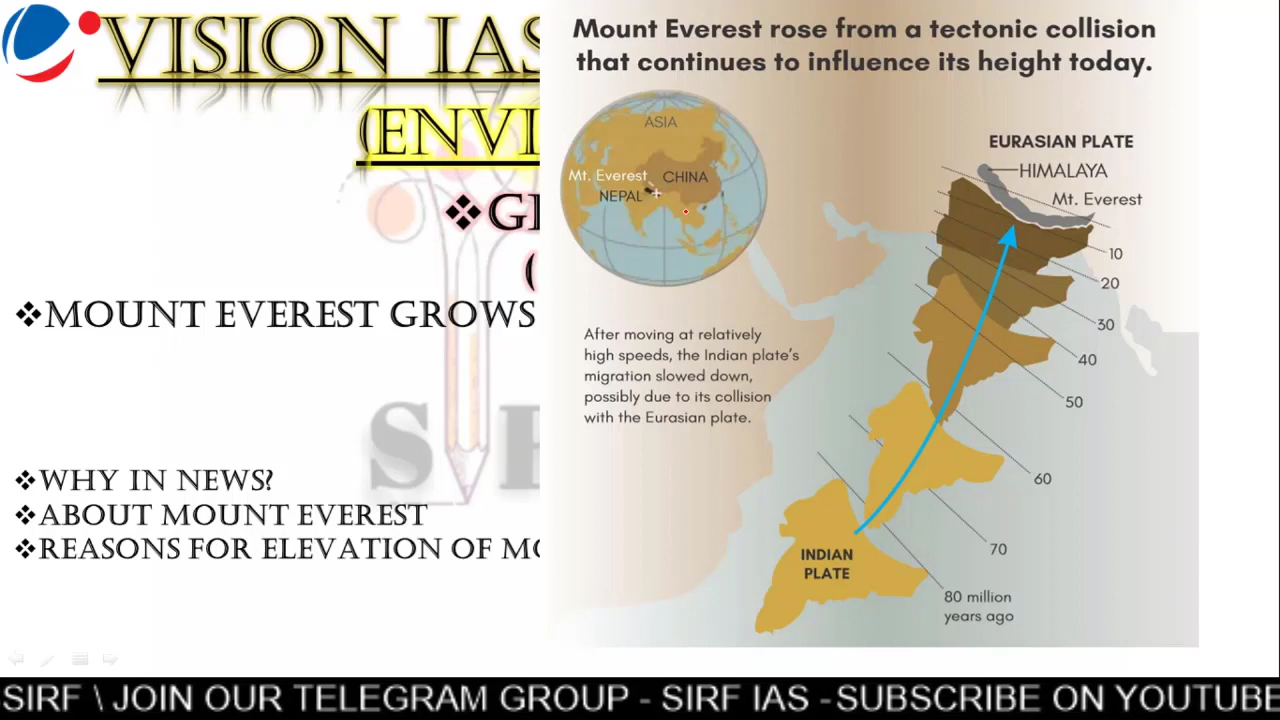 VISION IAS
(ENVI
❖GE
(
❖MOUNT EVEREST GROWS
❖WHY IN NEWS?
❖ABOUT MOUNT EVEREST
❖REASONS FOR ELEVATION OF MO
Mount Everest rose from a tectonic collision
that continues to influence its height today.
ASIA
Mt. Everest
CHINA
NEPAL
EURASIAN PLATE
HIMALAYA
Mt. Everest
10
20
30
40
50
60
70
80 million
years ago
After moving at relatively
high speeds, the Indian plate's
migration slowed down,
possibly due to its collision
with the Eurasian plate.
INDIAN
PLATE
SIRF \ JOIN OUR TELEGRAM GROUP - SIRF IAS -SUBSCRIBE ON YOUTUBE